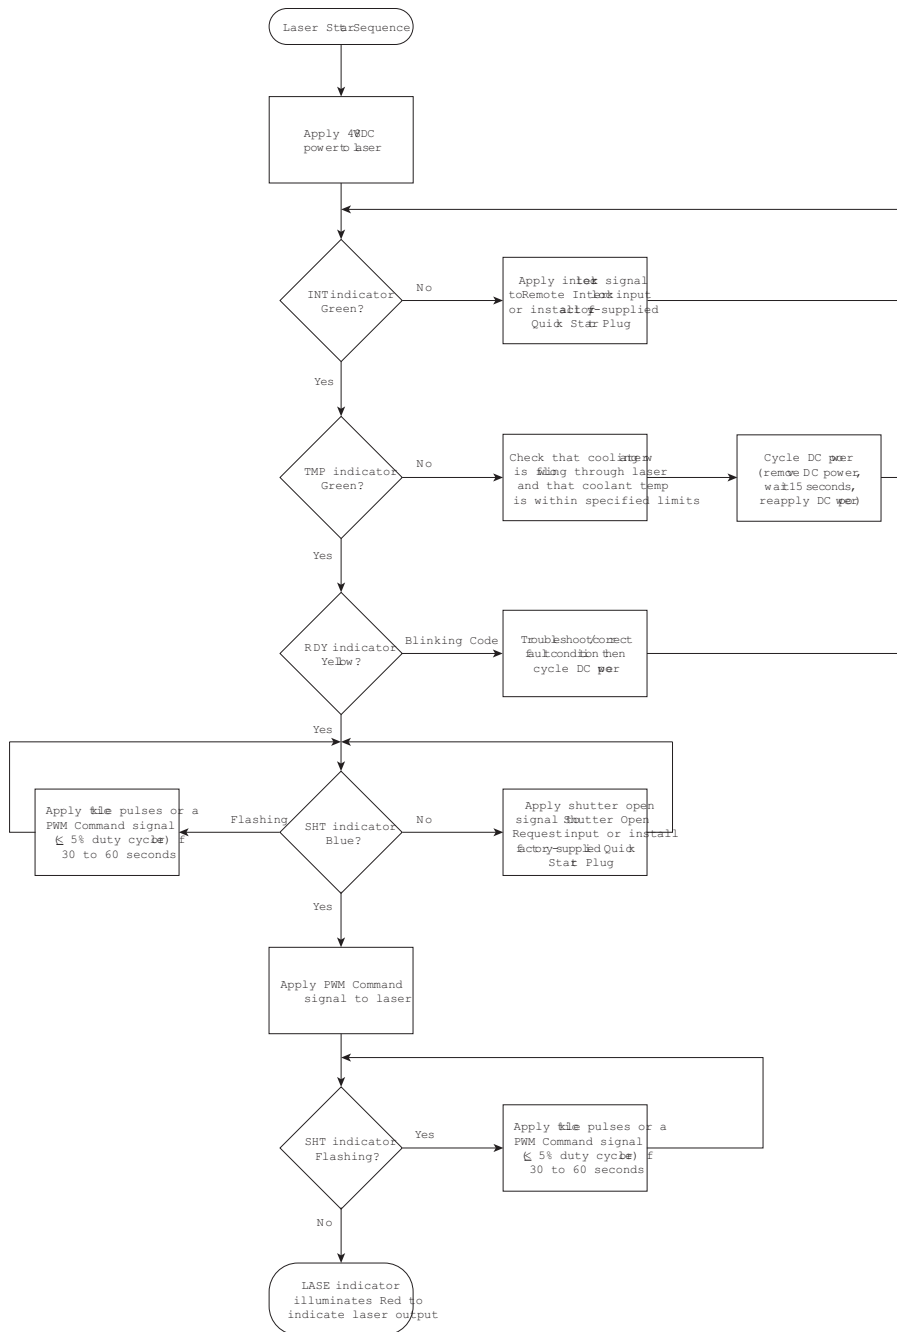 Laser Start Sequence
Apply 48VDC
power to laser
INT indicator
Green?
No
Apply interlock signal
to Remote Interlock input
or install factory-supplied
Quick Start Plug
Yes
TMP indicator
Green?
No
Check that cooling water
is flowing through laser
and that coolant temp
is within specified limits
Cycle DC power
(remove DC power,
wait 15 seconds,
reapply DC power)
Yes
RDY indicator
Yellow?
Blinking Code
Troubleshoot/correct
fault condition then
cycle DC power
Yes
SHT indicator
Blue?
Flashing
Apply tickle pulses or a
PWM Command signal
(≤ 5% duty cycle) for
30 to 60 seconds
No
Apply shutter open
signal to Shutter Open
Request input or install
factory-supplied Quick
Start Plug
Yes
Apply PWM Command
signal to laser
SHT indicator
Flashing?
Yes
Apply tickle pulses or a
PWM Command signal
(≤ 5% duty cycle) for
30 to 60 seconds
No
LASE indicator
illuminates Red to
indicate laser output